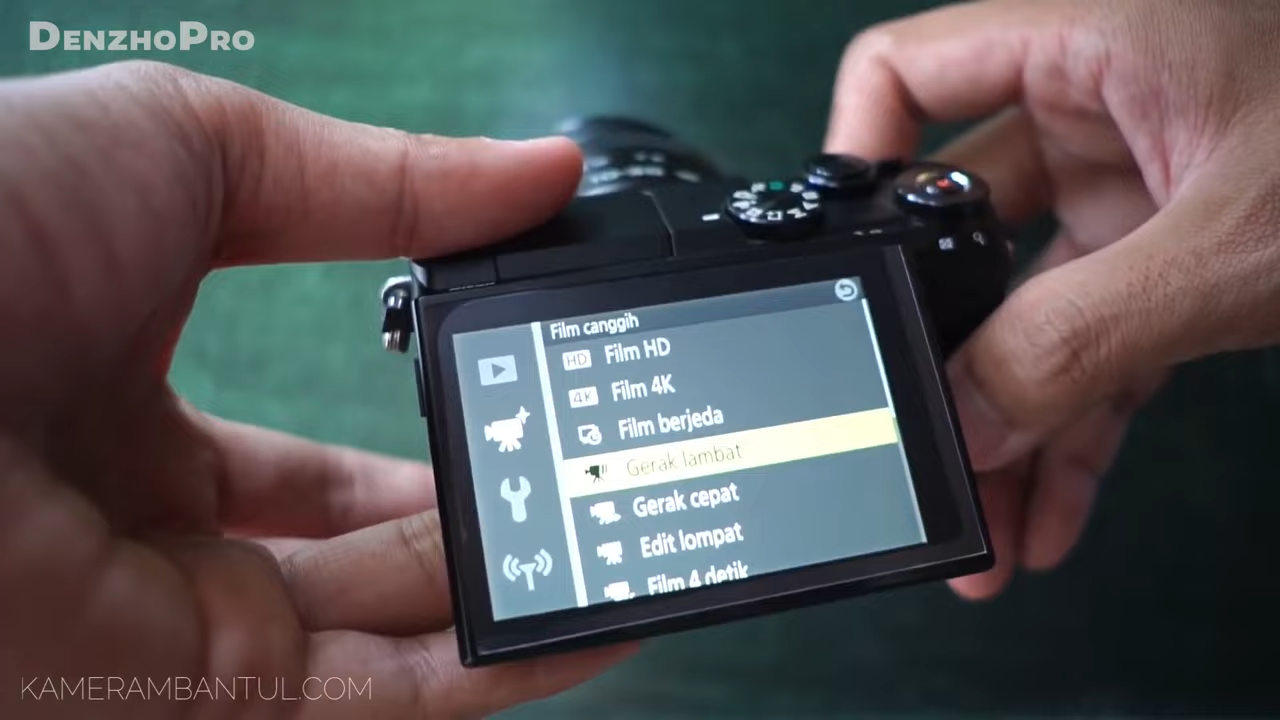 DENZHOPRO
Film canggih
HD Film HD
4K Film 4K
Film berjeda
Gerak lambat
Gerak cepat
Edit lompat
Film 4 detik
KAMERAMBANTUL.COM